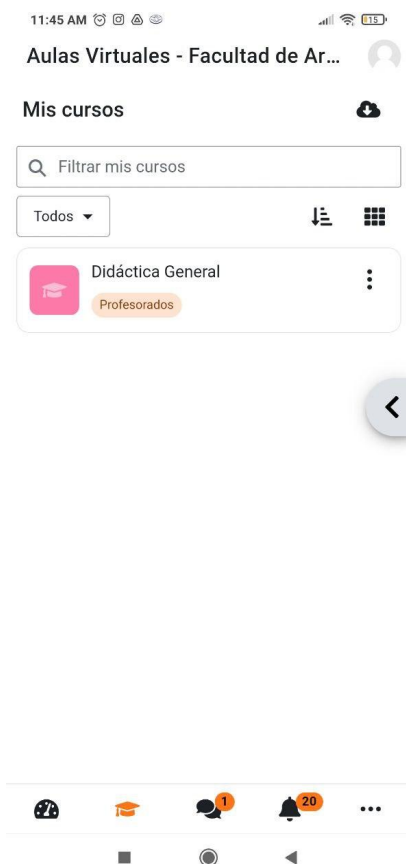 11:45 AM
15
Aulas Virtuales - Facultad de Ar...
Mis cursos
Filtrar mis cursos
Todos
Didáctica General
Profesorados
1
20